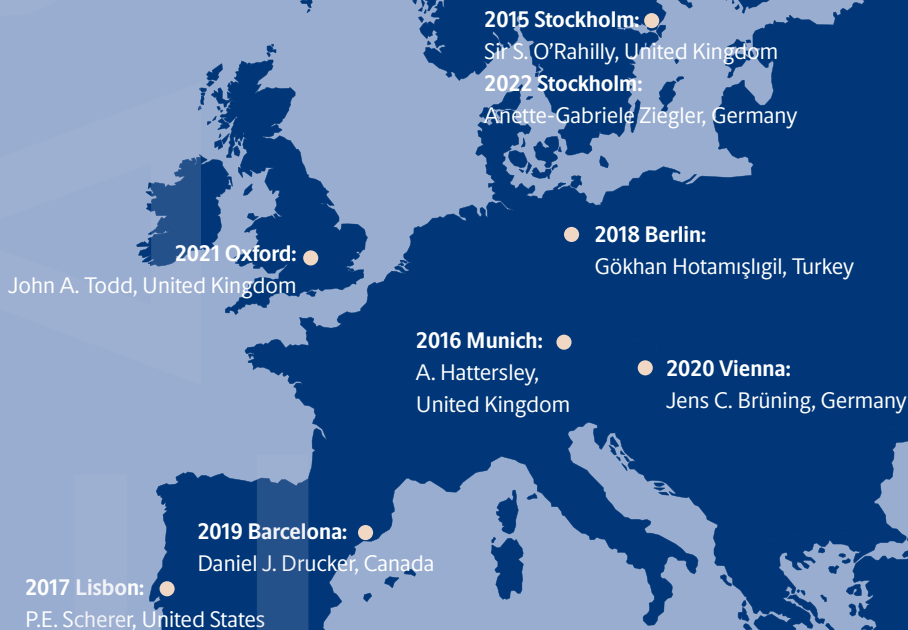 2015 Stockholm:
Sir S. O’Rahilly, United Kingdom
2022 Stockholm:
Anette-Gabriele Ziegler, Germany
2018 Berlin:
Gökhan Hotamışlıgil, Turkey
2021 Oxford:
John A. Todd, United Kingdom
2016 Munich:
A. Hattersley,
United Kingdom
2020 Vienna:
Jens C. Brüning, Germany
2019 Barcelona:
Daniel J. Drucker, Canada
2017 Lisbon:
P.E. Scherer, United States